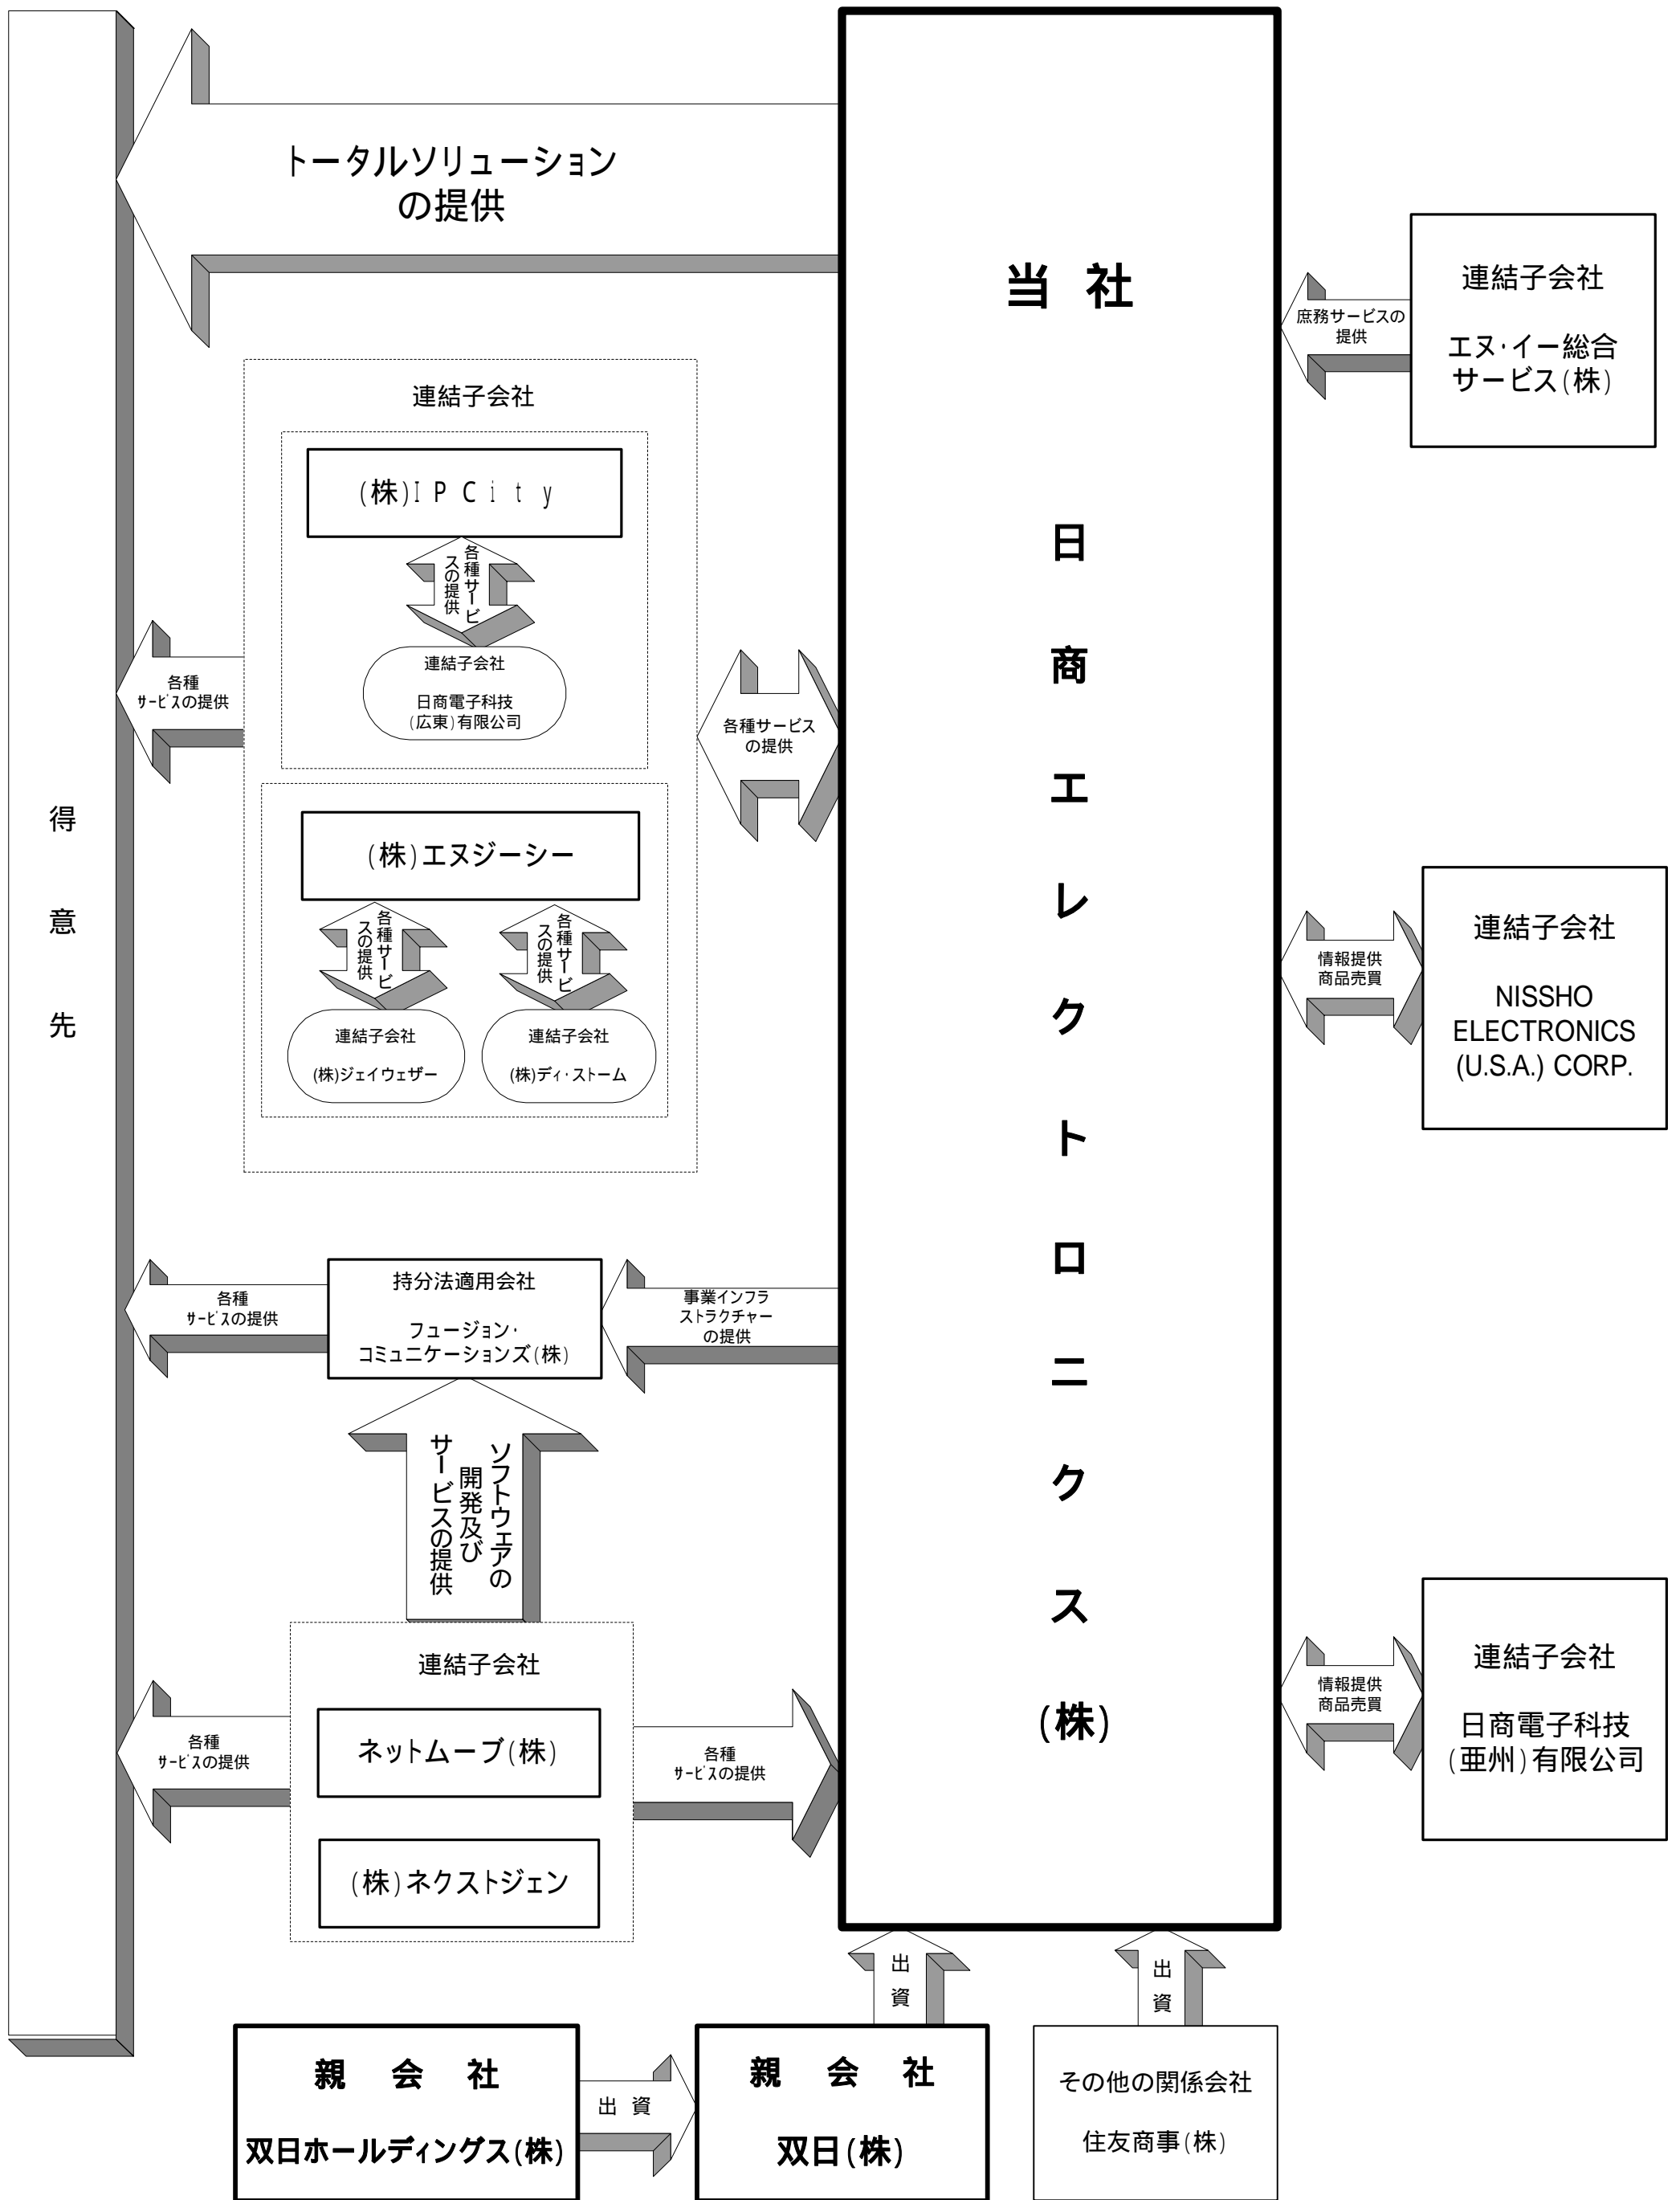 トータルソリューション
の提供
当 社
日商エレクトロニクス(株)
得意先
連結子会社
エヌ・イー総合
サービス(株)
庶務サービスの
提供
連結子会社
(株)IPCity
各種サービ
スの提供
連結子会社
日商電子科技
(広東)有限公司
各種
サービスの提供
各種サービス
の提供
(株)エヌジーシー
各種サービ
スの提供
各種サービ
スの提供
連結子会社
(株)ジェイウェザー
連結子会社
(株)ディ・ストーム
情報提供
商品売買
連結子会社
NISSHO
ELECTRONICS
(U.S.A.) CORP.
各種
サービスの提供
持分法適用会社
フュージョン・
コミュニケーションズ(株)
事業インフラ
ストラクチャー
の提供
ソフトウェアの
開発及び
サービスの提供
連結子会社
ネットムーブ(株)
(株)ネクストジェン
各種
サービスの提供
各種
サービスの提供
情報提供
商品売買
連結子会社
日商電子科技
(亜州)有限公司
出資
出資
親 会 社
双日ホールディングス(株)
出 資
親 会 社
双日(株)
その他の関係会社
住友商事(株)